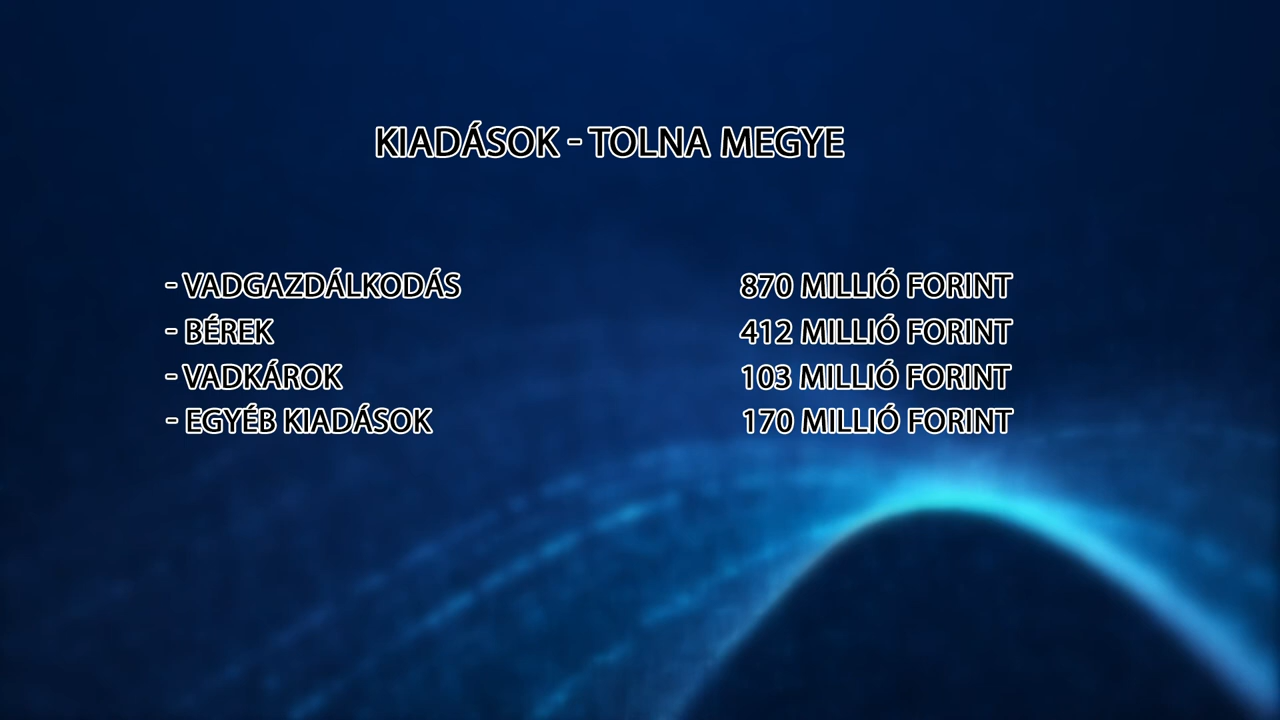 KIADÁSOK - TOLNA MEGYE
- VADGAZDÁLKODÁS 870 MILLIÓ FORINT
- BÉREK 412 MILLIÓ FORINT
- VADKÁROK 103 MILLIÓ FORINT
- EGYÉB KIADÁSOK 170 MILLIÓ FORINT